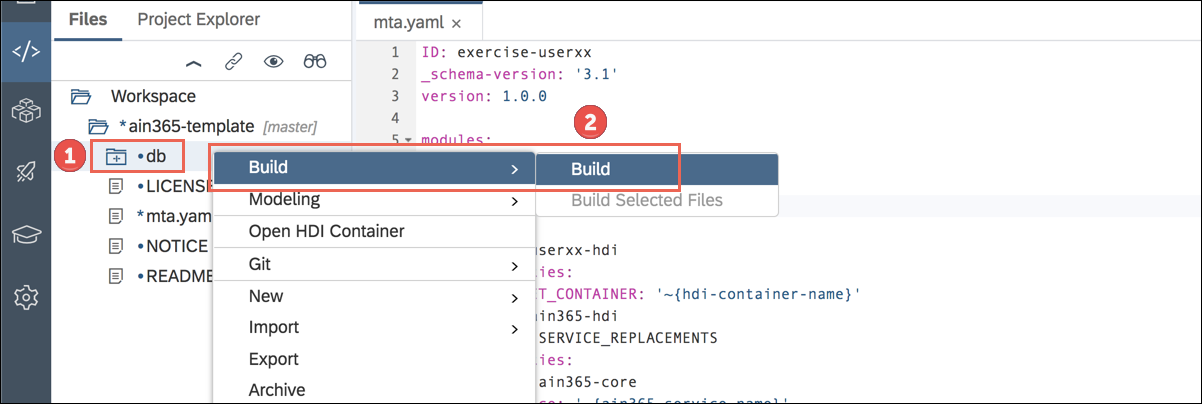 Files Project Explorer
Workspace
*ain365-template [master]
1
•db
•LICENSE
*mta.yam
•NOTICE
•README
Build
Modeling
Open HDI Container
Git
New
Import
Export
Archive
2
Build
Build Selected Files
mta.yaml ×
1 ID: exercise-userxx
2 _schema-version: '3.1'
3 version: 1.0.0
4
5 modules:
userxx-hdi
ies:
T_CONTAINER: '~{hdi-container-name}'
ain365-hdi
SERVICE_REPLACEMENTS
ies:
ain365-core